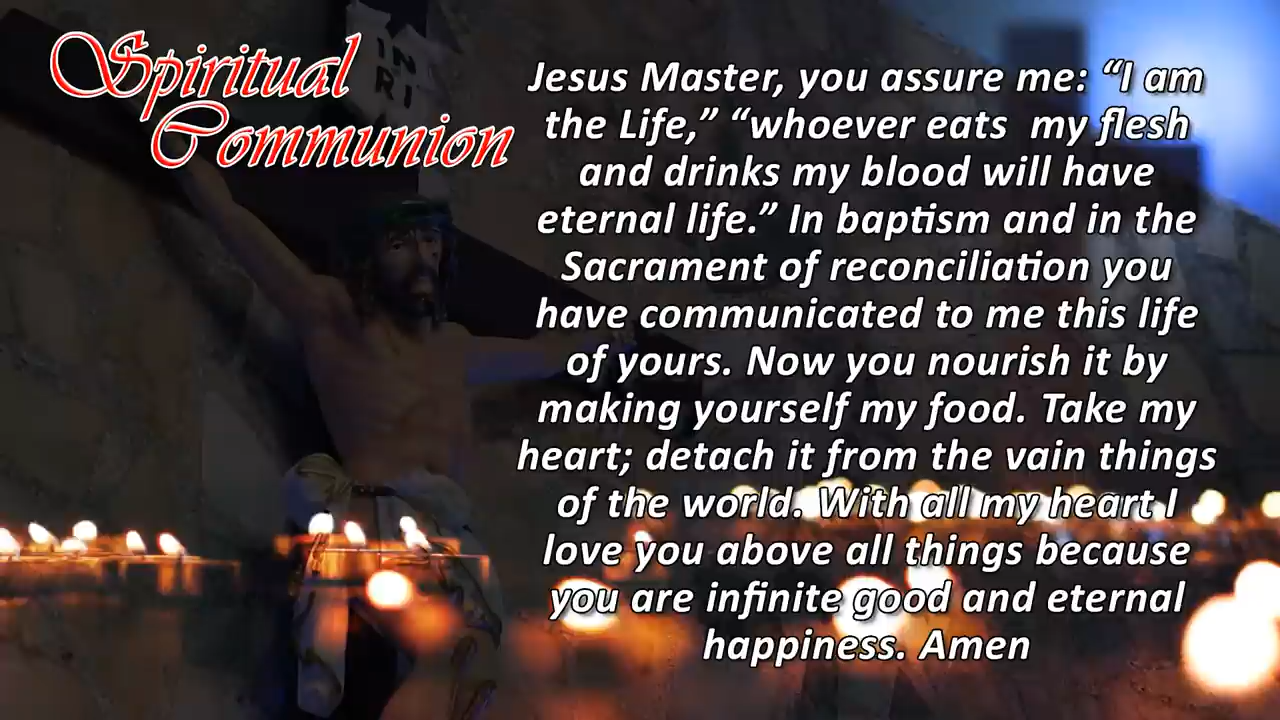 Spiritual
Communion
IN
RI
Jesus Master, you assure me: “I am
the Life,” “whoever eats  my flesh
and drinks my blood will have
eternal life.” In baptism and in the
Sacrament of reconciliation you
have communicated to me this life
of yours. Now you nourish it by
making yourself my food. Take my
heart; detach it from the vain things
of the world. With all my heart I
love you above all things because
you are infinite good and eternal
happiness. Amen